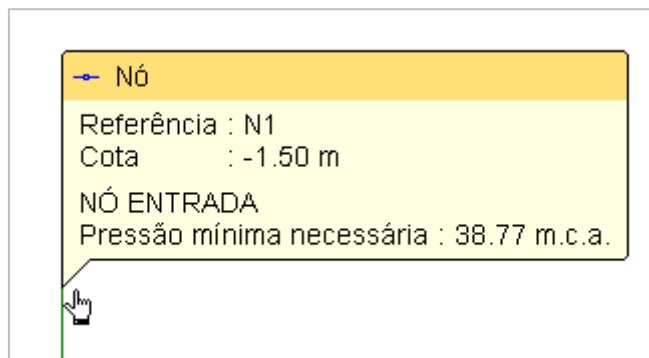 Nó
Referência : N1
Cota : -1.50 m
NÓ ENTRADA
Pressão mínima necessária : 38.77 m.c.a.